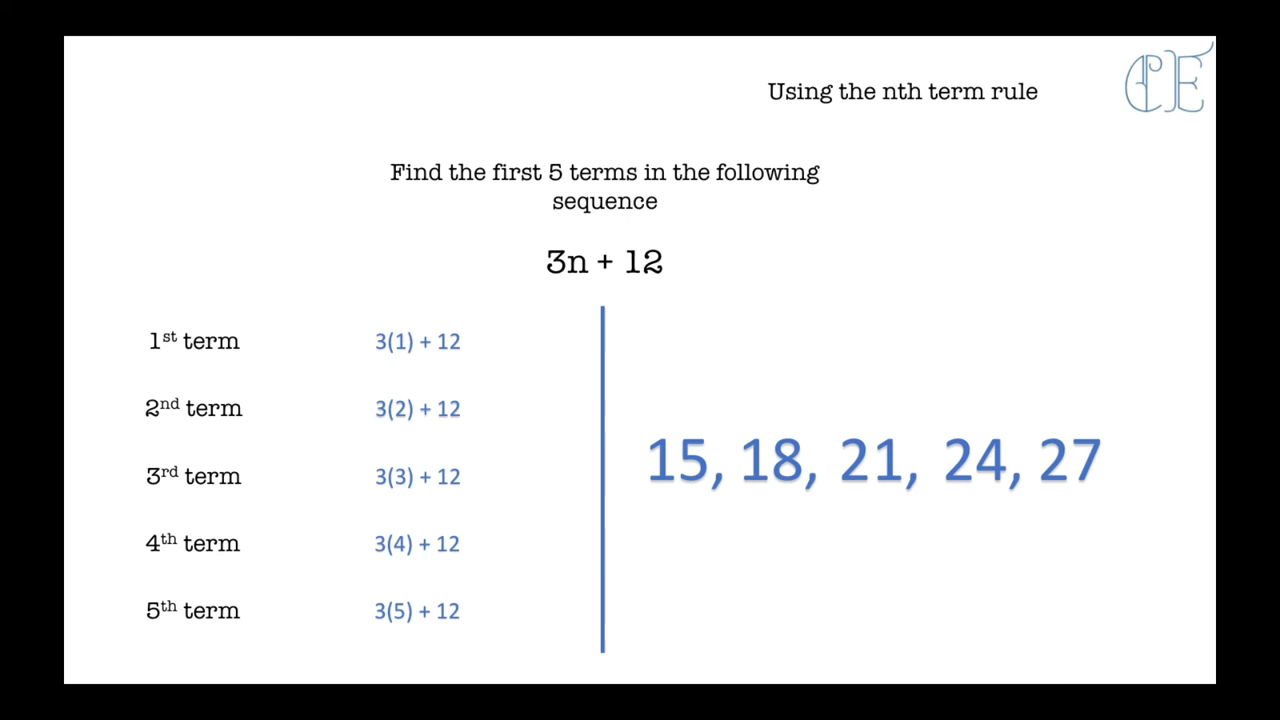 CE
Using the nth term rule
Find the first 5 terms in the following
sequence
3n + 12
1st term 3(1) + 12
2nd term 3(2) + 12
3rd term 3(3) + 12
4th term 3(4) + 12
5th term 3(5) + 12
15, 18, 21, 24, 27